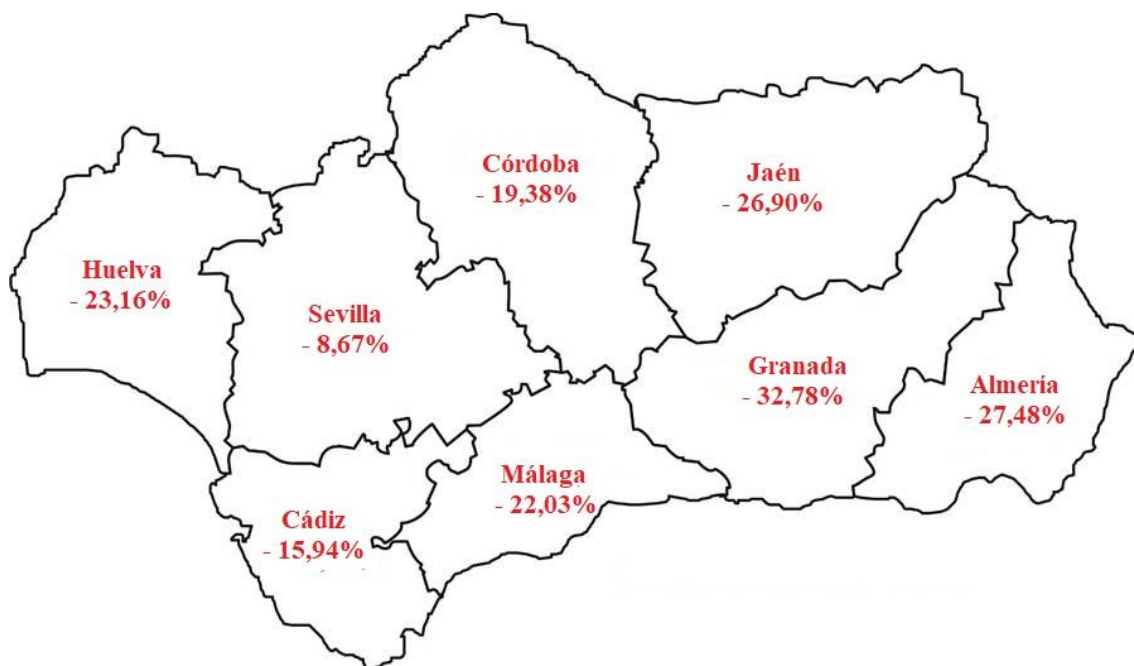 Córdoba
- 19,38%
Jaén
- 26,90%
Huelva
- 23,16%
Sevilla
- 8,67%
Granada
- 32,78%
Almería
- 27,48%
Málaga
- 22,03%
Cádiz
- 15,94%